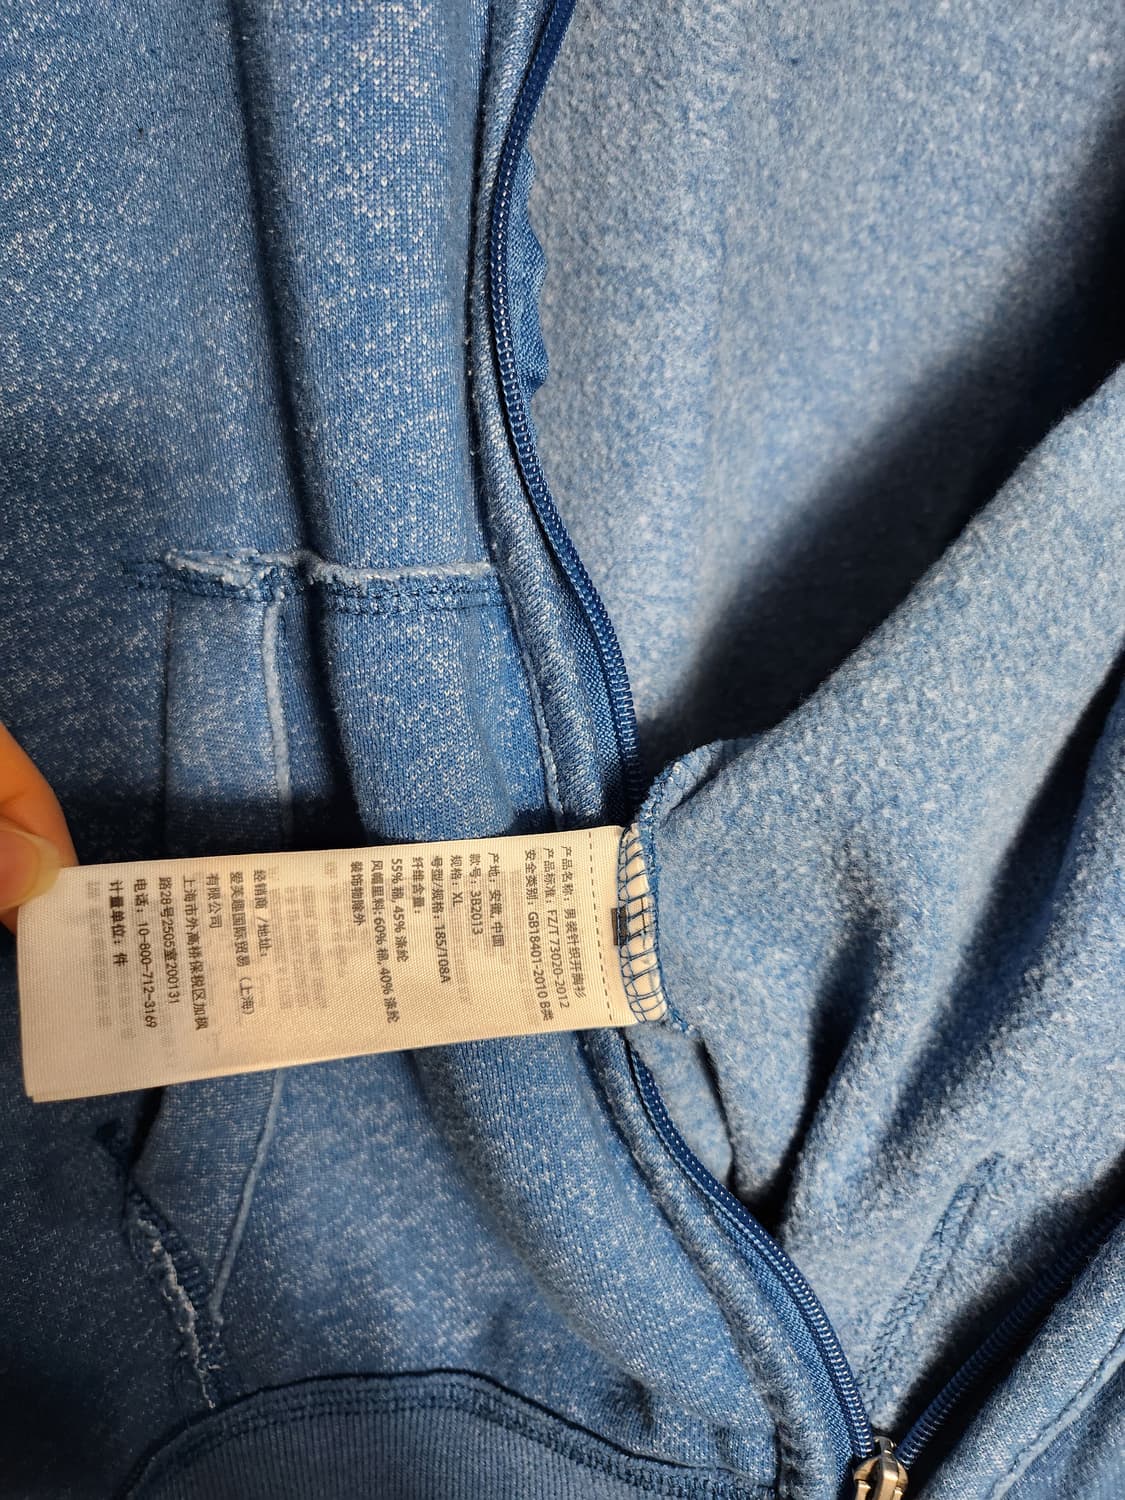 产品名称：男装针织开胸衫
产品标准：FZ/T 73020-2012
安全类别：GB18401-2010 B类
产地：安徽，中国
款号：3B2013
规格：XL
号型/规格：185/108A
纤维含量：
55% 棉，45% 涤纶
风帽里料：60% 棉，40% 涤纶
装饰物除外
经销商/地址：
爱芙趣国际贸易（上海）
有限公司
上海市外高桥保税区加枫
路28号2505室200131
电话：10-800-712-3169
计量单位：件